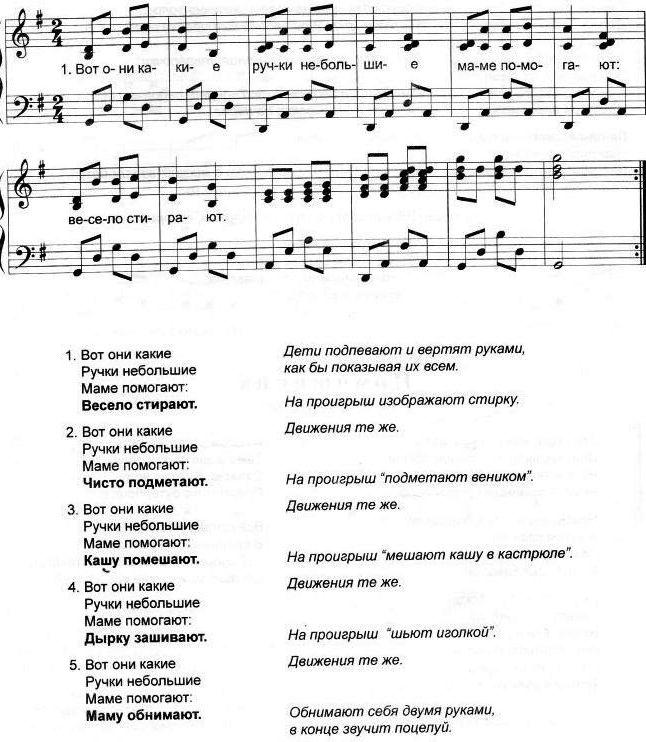 1. Вот о- ни ка- ки- е руч-ки не-боль- ши- е ма-ме по-мо- га- ют:
ве-се-ло сти- ра- ют.
1. Вот они какие
Ручки небольшие
Маме помогают:
Весело стирают.
Дети подпевают и вертят руками,
как бы показывая их всем.
На проигрыш изображают стирку.
2. Вот они какие
Ручки небольшие
Маме помогают:
Чисто подметают.
Движения те же.
На проигрыш “подметают веником”.
3. Вот они какие
Ручки небольшие
Маме помогают:
Кашу помешают.
Движения те же.
На проигрыш “мешают кашу в кастрюле”.
4. Вот они какие
Ручки небольшие
Маме помогают:
Дырку зашивают.
Движения те же.
На проигрыш “шьют иголкой”.
5. Вот они какие
Ручки небольшие
Маме помогают:
Маму обнимают.
Движения те же.
Обнимают себя двумя руками,
в конце звучит поцелуй.